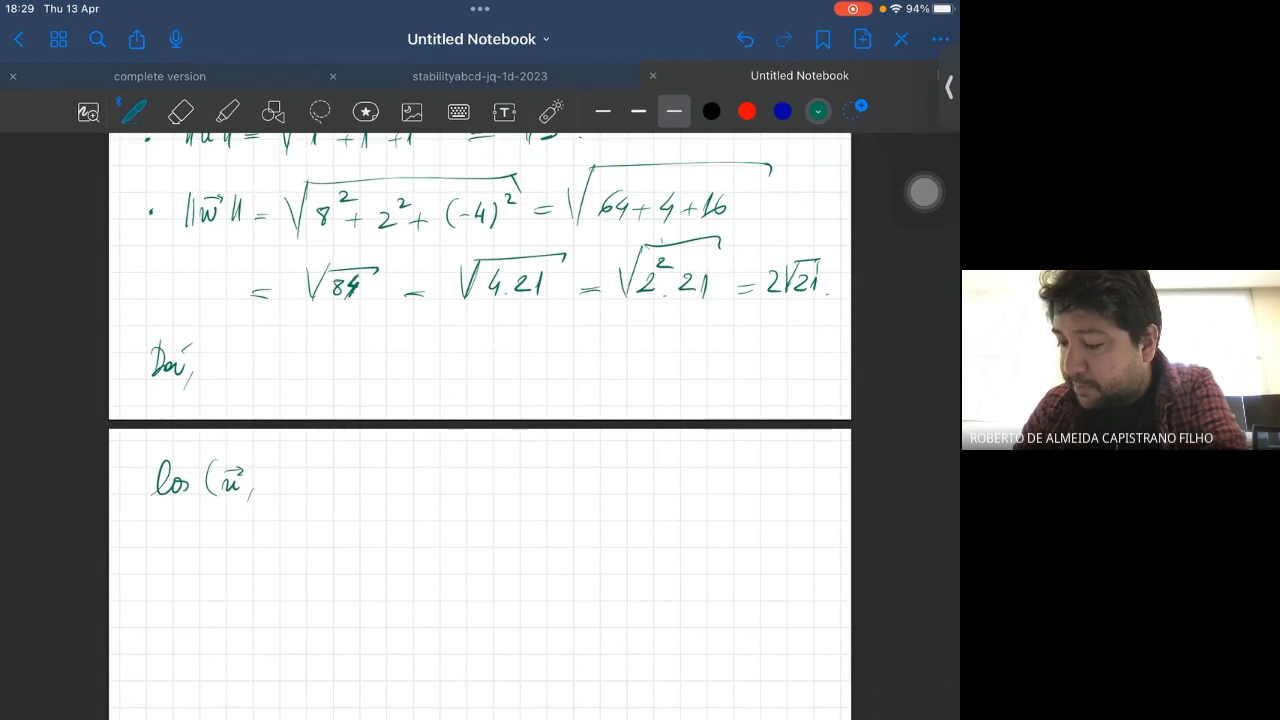 18:29 Thu 13 Apr
94%
Untitled Notebook
complete version
stabilityabcd-jq-1d-2023
Untitled Notebook
‖w⃗‖ = √(8² + 2² + (-4)²) = √(64 + 4 + 16)
= √84 = √(4.21) = √(2².21) = 2√21.
Daí,
cos (u⃗,
ROBERTO DE ALMEIDA CAPISTRANO FILHO